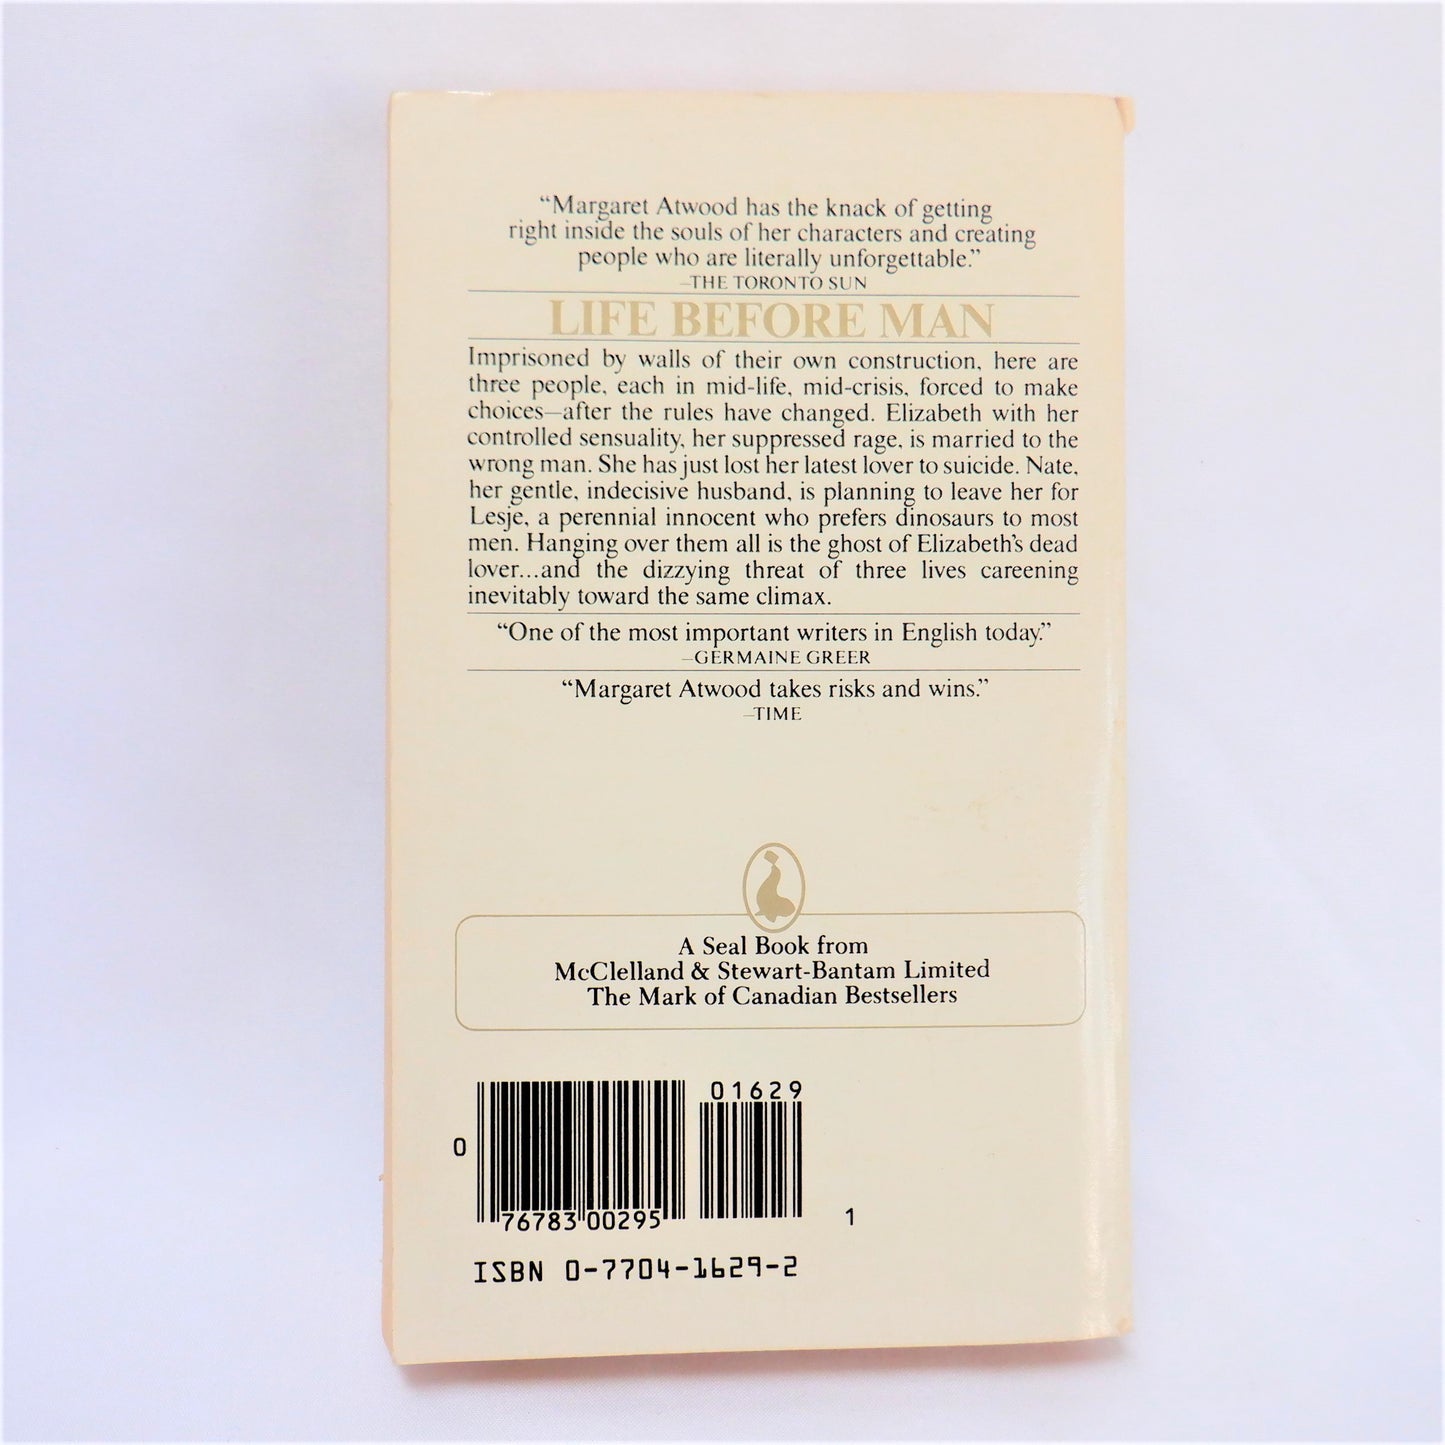 “Margaret Atwood has the knack of getting
right inside the souls of her characters and creating
people who are literally unforgettable.”
—THE TORONTO SUN
LIFE BEFORE MAN
Imprisoned by walls of their own construction, here are
three people, each in mid-life, mid-crisis, forced to make
choices—after the rules have changed. Elizabeth with her
controlled sensuality, her suppressed rage, is married to the
wrong man. She has just lost her latest lover to suicide. Nate,
her gentle, indecisive husband, is planning to leave her for
Lesje, a perennial innocent who prefers dinosaurs to most
men. Hanging over them all is the ghost of Elizabeth’s dead
lover...and the dizzying threat of three lives careening
inevitably toward the same climax.
“One of the most important writers in English today.”
—GERMAINE GREER
“Margaret Atwood takes risks and wins.”
—TIME
A Seal Book from
McClelland & Stewart-Bantam Limited
The Mark of Canadian Bestsellers
01629
0
76783 00295
1
ISBN 0-7704-1629-2